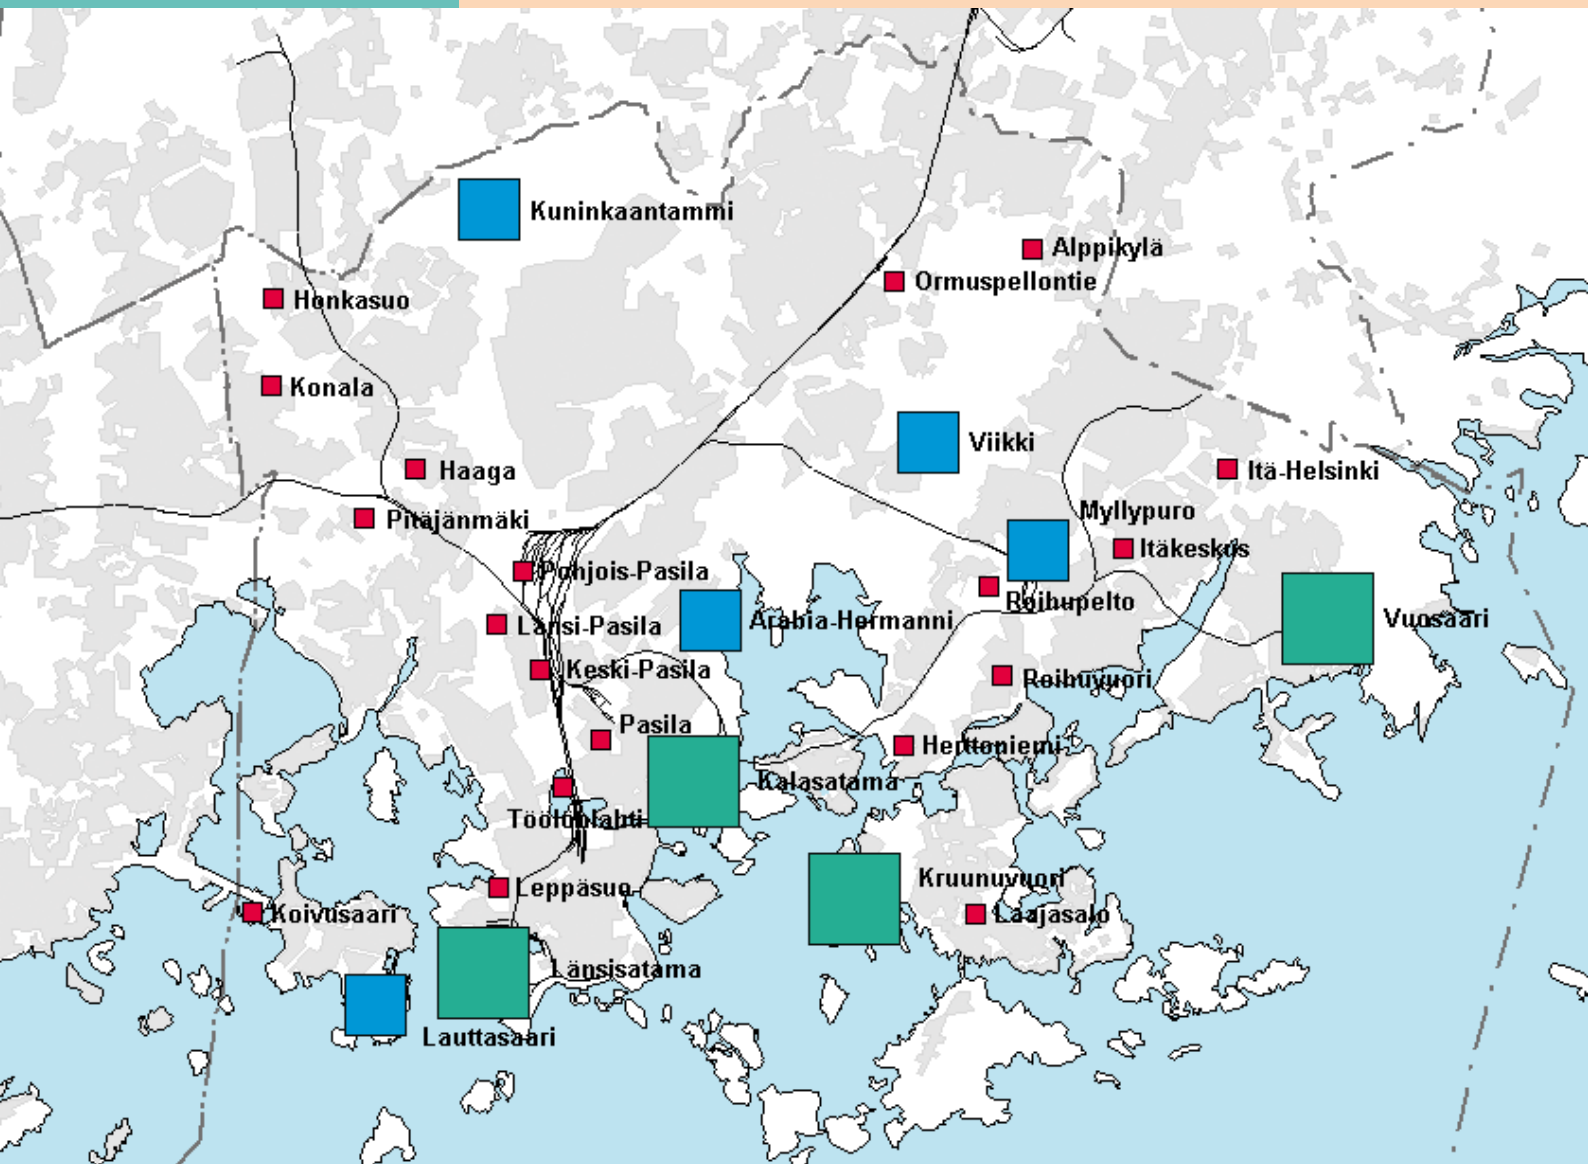 Kuninkaantammi
Alppikylä
Ormuspellontie
Honkasuo
Konala
Viikki
Haaga
Itä-Helsinki
Myllypuro
Pitäjänmäki
Itäkeskus
Pohjois-Pasila
Roihupelto
Vuosaari
Arabia-Hermanni
Länsi-Pasila
Keski-Pasila
Roihuvuori
Pasila
Herttoniemi
Kalasatama
Töölönlahti
Kruunuvuori
Leppäsuo
Koivusaari
Laajasalo
Länsisatama
Lauttasaari